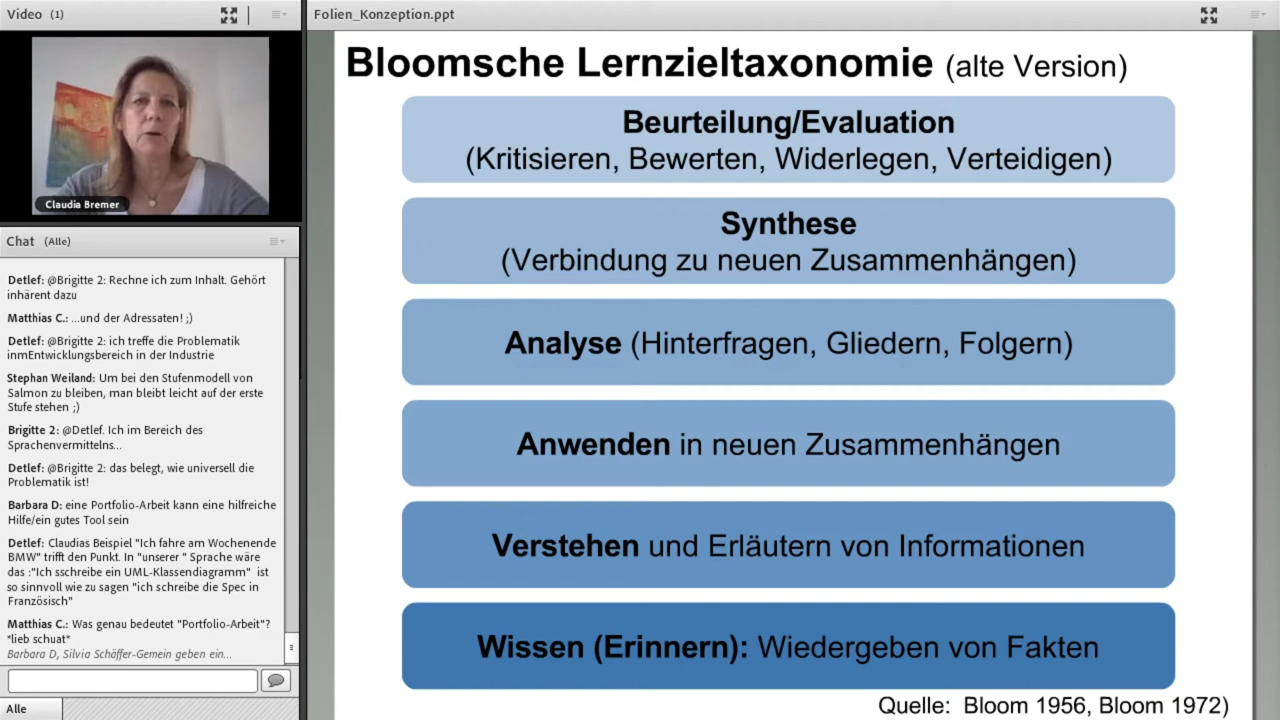 Video (1)
Claudia Bremer
Chat (Alle)
Detlef: @Brigitte 2: Rechne ich zum Inhalt. Gehört
inhärent dazu
Matthias C.: ...und der Adressaten! ;)
Detlef: @Brigitte 2: ich treffe die Problematik
inmEntwicklungsbereich in der Industrie
Stephan Weiland: Um bei den Stufenmodell von
Salmon zu bleiben, man bleibt leicht auf der erste
Stufe stehen ;)
Brigitte 2: @Detlef. Ich im Bereich des
Sprachenvermittelns...
Detlef: @Brigitte 2: das belegt, wie universell die
Problematik ist!
Barbara D: eine Portfolio-Arbeit kann eine hilfreiche
Hilfe/ein gutes Tool sein
Detlef: Claudias Beispiel "Ich fahre am Wochenende
BMW" trifft den Punkt. In "unserer " Sprache wäre
das :"Ich sschreibe ein UML-Klassendiagramm" ist
so sinnvoll wie zu sagen "ich schreibe die Spec in
Französisch"
Matthias C.: Was genau bedeutet "Portfolio-Arbeit"?
*lieb schuat*
Barbara D, Silvia Schäffer-Gemein geben ein...
Alle
Folien_Konzeption.ppt
Bloomsche Lernzieltaxonomie (alte Version)
Beurteilung/Evaluation
(Kritisieren, Bewerten, Widerlegen, Verteidigen)
Synthese
(Verbindung zu neuen Zusammenhängen)
Analyse (Hinterfragen, Gliedern, Folgern)
Anwenden in neuen Zusammenhängen
Verstehen und Erläutern von Informationen
Wissen (Erinnern): Wiedergeben von Fakten
Quelle: Bloom 1956, Bloom 1972)